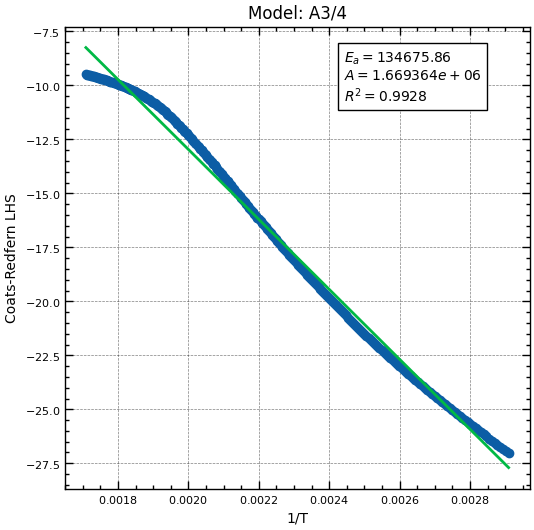 Model: A3/4
E_a = 134675.86
A = 1.669364e + 06
R² = 0.9928
Coats-Redfern LHS
−7.5
−10.0
−12.5
−15.0
−17.5
−20.0
−22.5
−25.0
−27.5
0.0018 0.0020 0.0022 0.0024 0.0026 0.0028
1/T